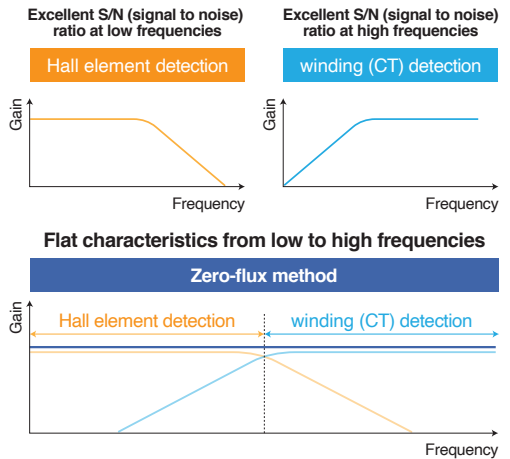 Excellent S/N (signal to noise)
ratio at low frequencies
Excellent S/N (signal to noise)
ratio at high frequencies
Hall element detection
winding (CT) detection
Gain
Frequency
Gain
Frequency
Flat characteristics from low to high frequencies
Zero-flux method
Gain
Hall element detection
winding (CT) detection
Frequency